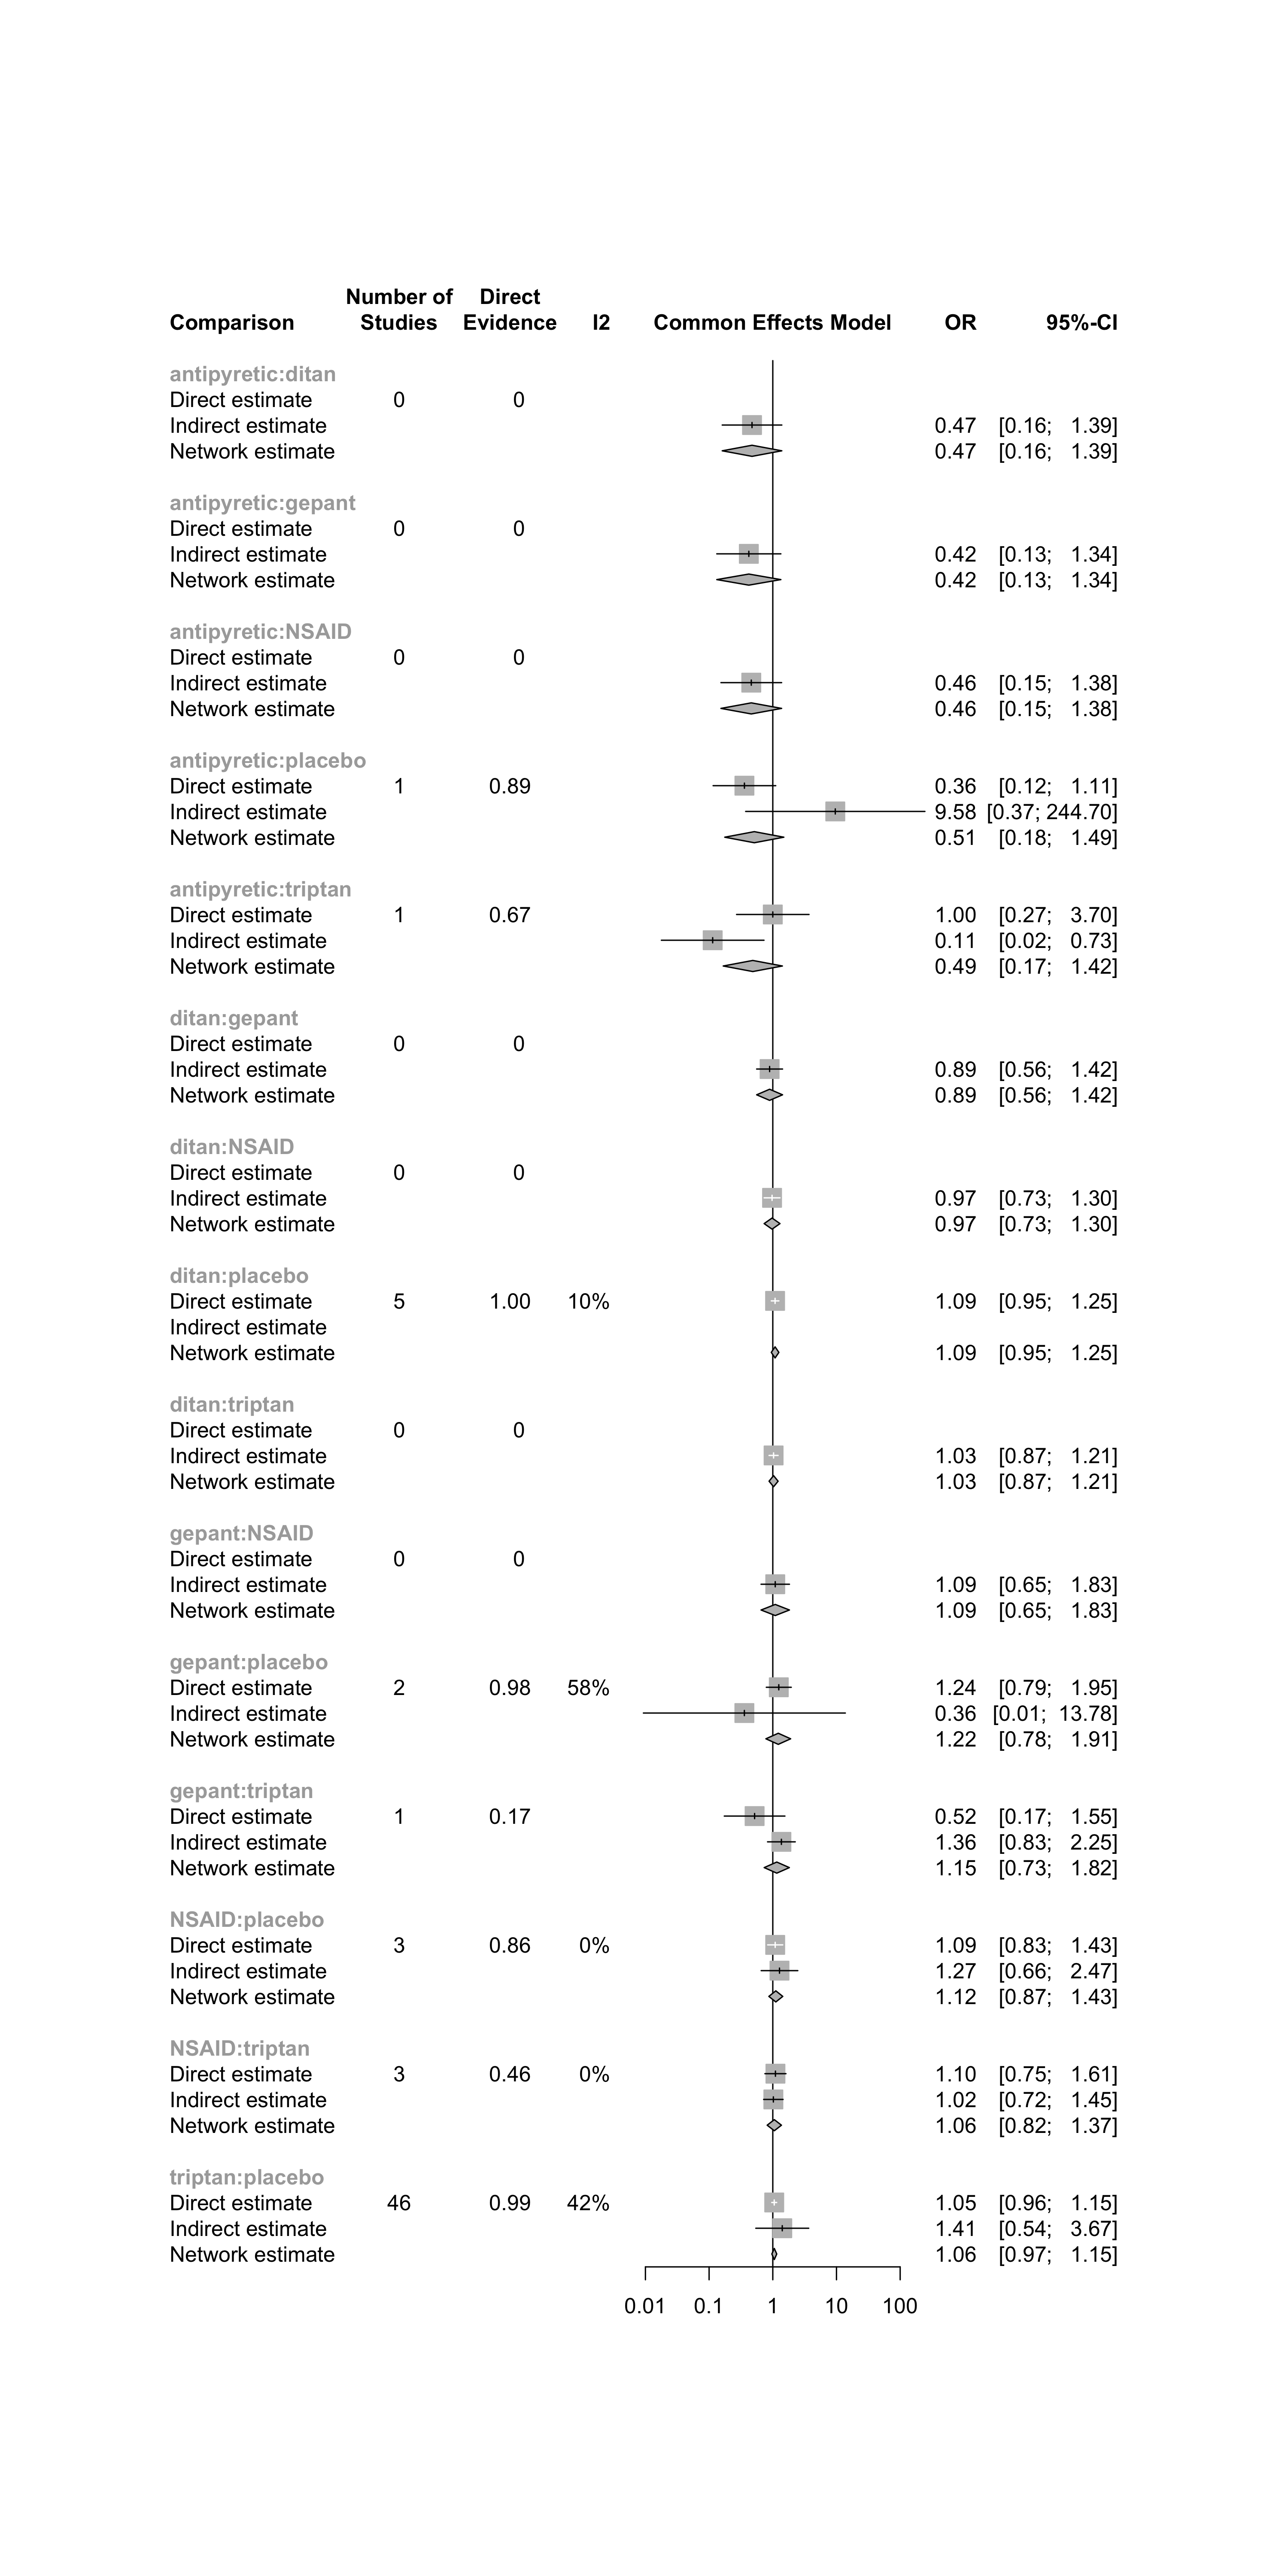 Number of Direct
Comparison Studies Evidence I2 Common Effects Model OR 95%-CI
antipyretic:ditan
Direct estimate 0 0
Indirect estimate 0.47 [0.16; 1.39]
Network estimate 0.47 [0.16; 1.39]
antipyretic:gepant
Direct estimate 0 0
Indirect estimate 0.42 [0.13; 1.34]
Network estimate 0.42 [0.13; 1.34]
antipyretic:NSAID
Direct estimate 0 0
Indirect estimate 0.46 [0.15; 1.38]
Network estimate 0.46 [0.15; 1.38]
antipyretic:placebo
Direct estimate 1 0.89 0.36 [0.12; 1.11]
Indirect estimate 9.58 [0.37; 244.70]
Network estimate 0.51 [0.18; 1.49]
antipyretic:triptan
Direct estimate 1 0.67 1.00 [0.27; 3.70]
Indirect estimate 0.11 [0.02; 0.73]
Network estimate 0.49 [0.17; 1.42]
ditan:gepant
Direct estimate 0 0
Indirect estimate 0.89 [0.56; 1.42]
Network estimate 0.89 [0.56; 1.42]
ditan:NSAID
Direct estimate 0 0
Indirect estimate 0.97 [0.73; 1.30]
Network estimate 0.97 [0.73; 1.30]
ditan:placebo
Direct estimate 5 1.00 10% 1.09 [0.95; 1.25]
Indirect estimate
Network estimate 1.09 [0.95; 1.25]
ditan:triptan
Direct estimate 0 0
Indirect estimate 1.03 [0.87; 1.21]
Network estimate 1.03 [0.87; 1.21]
gepant:NSAID
Direct estimate 0 0
Indirect estimate 1.09 [0.65; 1.83]
Network estimate 1.09 [0.65; 1.83]
gepant:placebo
Direct estimate 2 0.98 58% 1.24 [0.79; 1.95]
Indirect estimate 0.36 [0.01; 13.78]
Network estimate 1.22 [0.78; 1.91]
gepant:triptan
Direct estimate 1 0.17 0.52 [0.17; 1.55]
Indirect estimate 1.36 [0.83; 2.25]
Network estimate 1.15 [0.73; 1.82]
NSAID:placebo
Direct estimate 3 0.86 0% 1.09 [0.83; 1.43]
Indirect estimate 1.27 [0.66; 2.47]
Network estimate 1.12 [0.87; 1.43]
NSAID:triptan
Direct estimate 3 0.46 0% 1.10 [0.75; 1.61]
Indirect estimate 1.02 [0.72; 1.45]
Network estimate 1.06 [0.82; 1.37]
triptan:placebo
Direct estimate 46 0.99 42% 1.05 [0.96; 1.15]
Indirect estimate 1.41 [0.54; 3.67]
Network estimate 1.06 [0.97; 1.15]
0.01 0.1 1 10 100